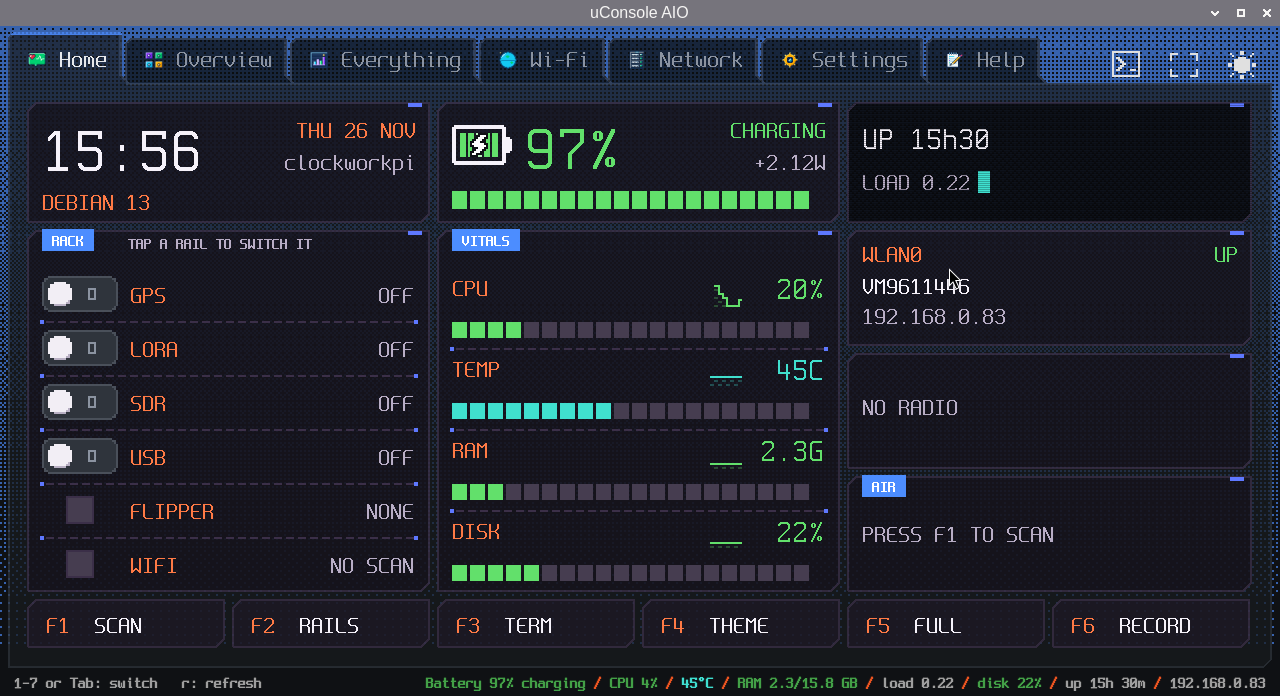 uConsole AIO
Home Overview Everything Wi-Fi Network Settings Help
15:56
THU 26 NOV
clockworkpi
DEBIAN 13
97%
CHARGING
+2.12W
UP 15h30
LOAD 0.22
RACK TAP A RAIL TO SWITCH IT
GPS OFF
LORA OFF
SDR OFF
USB OFF
FLIPPER NONE
WIFI NO SCAN
VITALS
CPU 20%
TEMP 45C
RAM 2.3G
DISK 22%
WLAN0 UP
VM9611446
192.168.0.83
NO RADIO
AIR
PRESS F1 TO SCAN
F1 SCAN F2 RAILS F3 TERM F4 THEME F5 FULL F6 RECORD
1-7 or Tab: switch r: refresh Battery 97% charging / CPU 4% / 45°C / RAM 2.3/15.8 GB / load 0.22 / disk 22% / up 15h 30m / 192.168.0.83